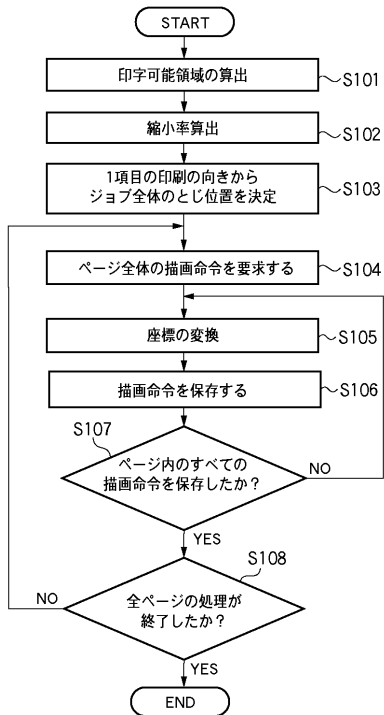 START
印字可能領域の算出
S101
縮小率算出
S102
1項目の印刷の向きから
ジョブ全体のとじ位置を決定
S103
ページ全体の描画命令を要求する
S104
座標の変換
S105
描画命令を保存する
S106
S107
ページ内のすべての
描画命令を保存したか？
NO
YES
S108
全ページの処理が
終了したか？
NO
YES
END